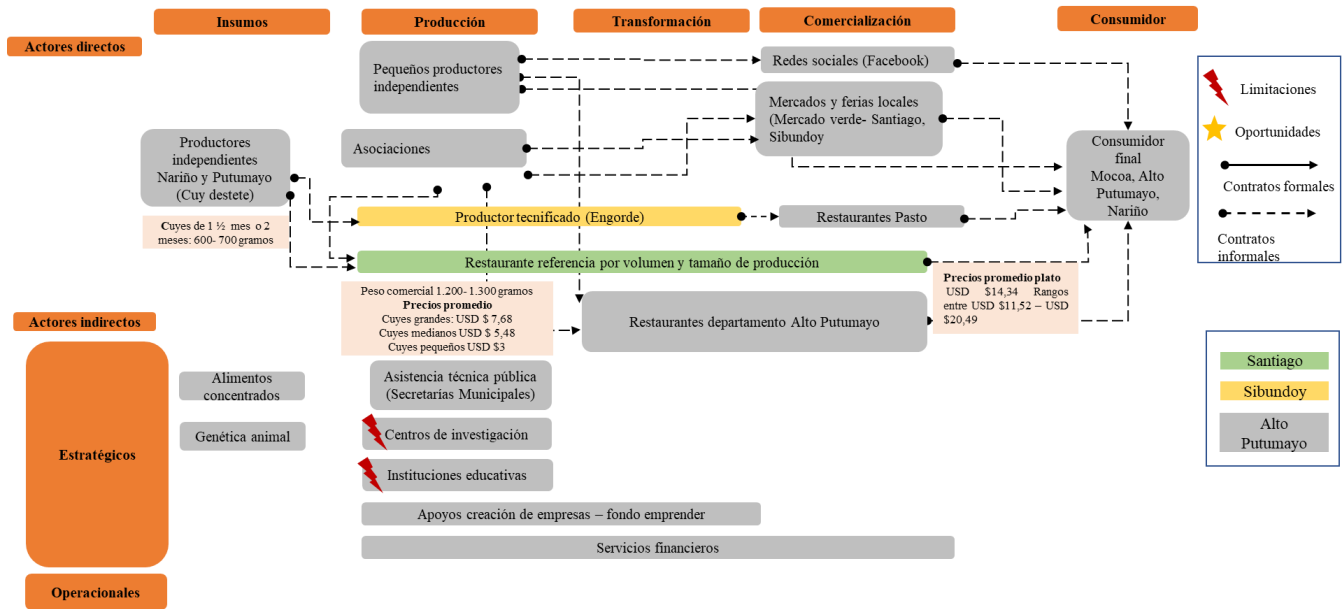 Insumos
Producción
Transformación
Comercialización
Consumidor
Actores directos
Pequeños productores
independientes
Redes sociales (Facebook)
Mercados y ferias locales
(Mercado verde- Santiago,
Sibundoy
Productores
independientes
Nariño y Putumayo
(Cuy destete)
Asociaciones
Consumidor
final
Mocoa, Alto
Putumayo,
Nariño
Cuyes de 1 ½ mes o 2
meses: 600- 700 gramos
Productor tecnificado (Engorde)
Restaurantes Pasto
Restaurante referencia por volumen y tamaño de producción
Peso comercial 1.200- 1.300 gramos
Precios promedio
Cuyes grandes: USD $ 7,68
Cuyes medianos USD $ 5,48
Cuyes pequeños USD $3
Restaurantes departamento Alto Putumayo
Precios promedio plato
USD $14,34 Rangos
entre USD $11,52 – USD
$20,49
Limitaciones
Oportunidades
Contratos formales
Contratos
informales
Santiago
Sibundoy
Alto
Putumayo
Actores indirectos
Estratégicos
Operacionales
Alimentos
concentrados
Genética animal
Asistencia técnica pública
(Secretarías Municipales)
Centros de investigación
Instituciones educativas
Apoyos creación de empresas – fondo emprender
Servicios financieros